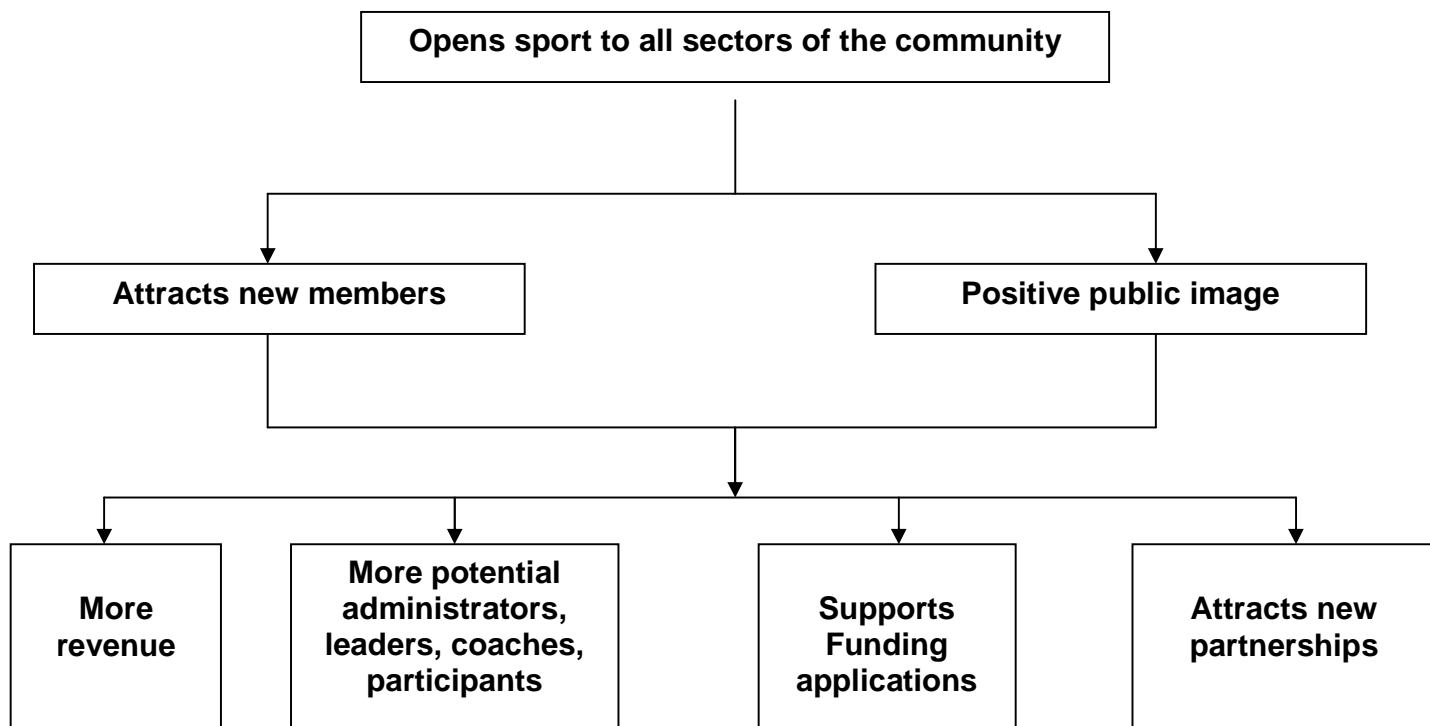 Opens sport to all sectors of the community
Attracts new members
Positive public image
More
revenue
More potential
administrators,
leaders, coaches,
participants
Supports
Funding
applications
Attracts new
partnerships